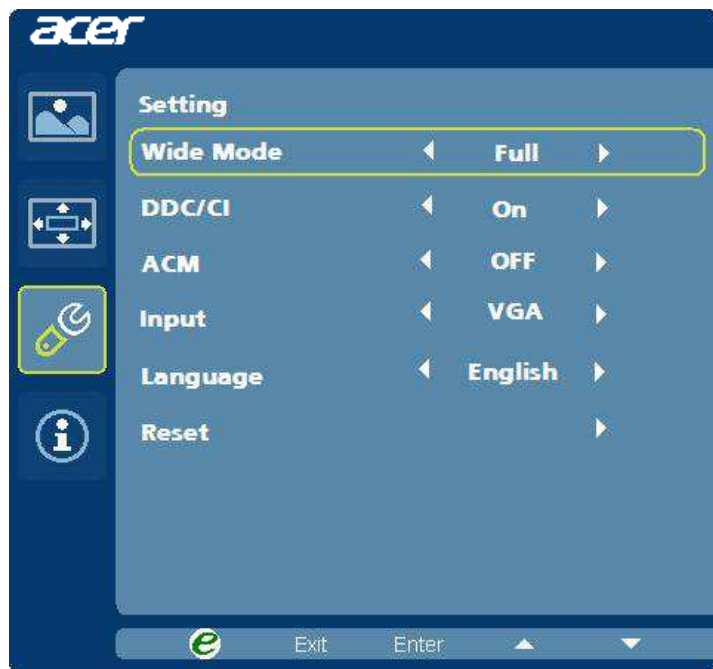 acer
Setting
Wide Mode Full
DDC/CI On
ACM OFF
Input VGA
Language English
Reset
e Exit Enter